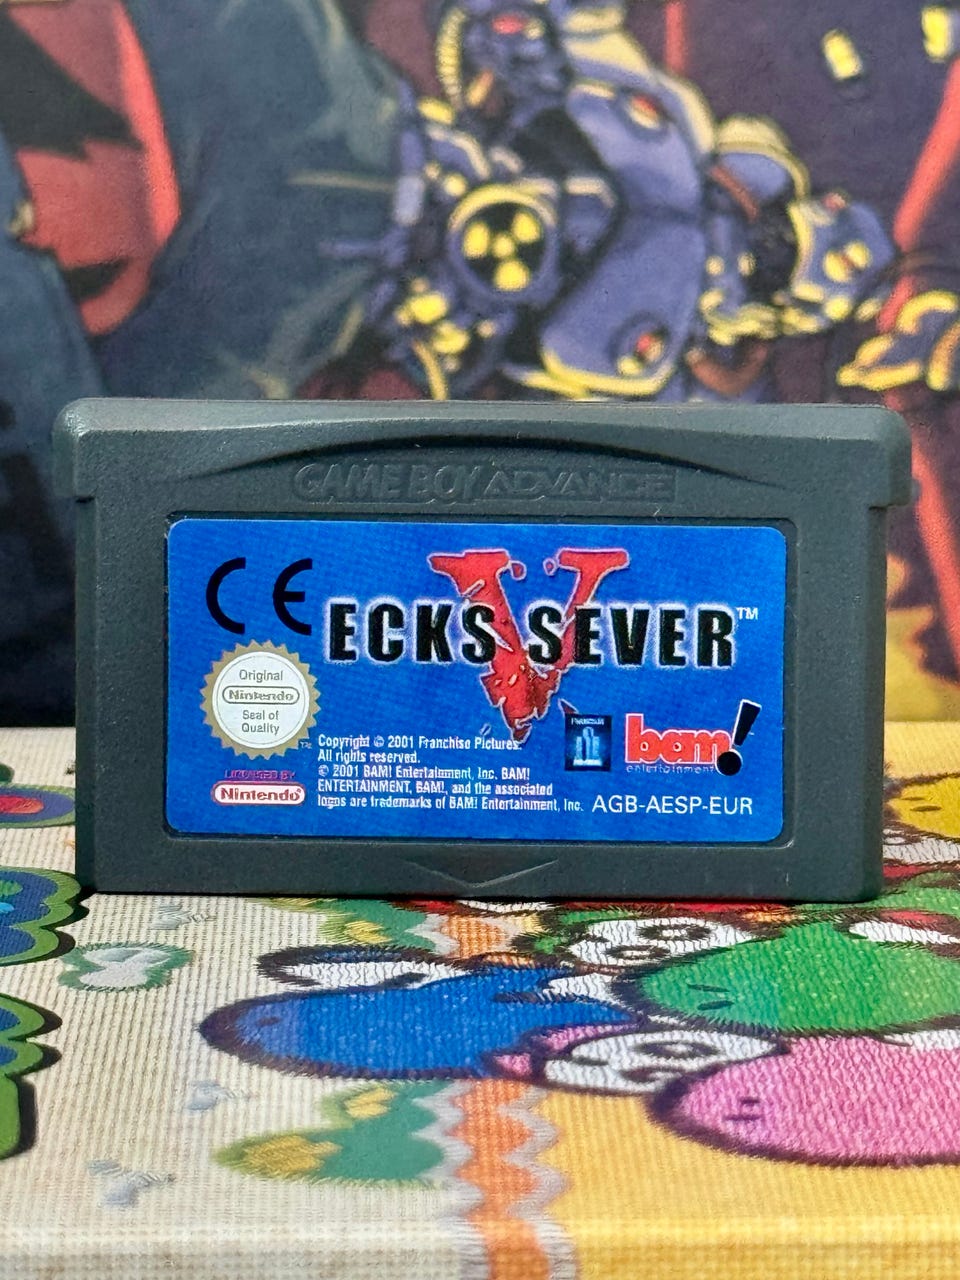 GAME BOY ADVANCE
CE
V
ECKS SEVER™
Original
Nintendo
Seal of
Quality
TM
LICENSED BY
Nintendo
Copyright © 2001 Franchise Pictures.
All rights reserved.
© 2001 BAM! Entertainment, Inc. BAM!
ENTERTAINMENT, BAM!, and the associated
logos are trademarks of BAM! Entertainment, Inc.
bam!
entertainment
AGB-AESP-EUR